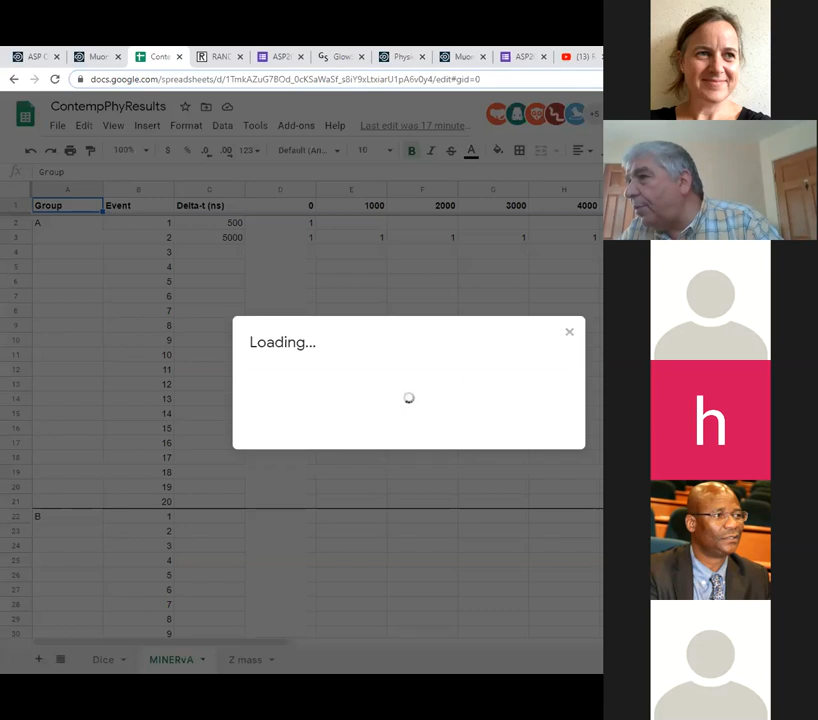 ASP C
Muor
Conte
RANC
ASP2
Glow
Physi
Muor
ASP2
(13) F
docs.google.com/spreadsheets/d/1TmkAZuG7BOd_0cKSaWaSf_s8iY9xLtxiarU1pA6v0y4/edit#gid=0
ContempPhyResults
File Edit View Insert Format Data Tools Add-ons Help Last edit was 17 minute...
+5
100% $ % .0 .00 123 Default (Ari... 10 B I S A
fx Group
A B C D E F G H
1 Group Event Delta-t (ns) 0 1000 2000 3000 4000
2 A 1 500 1
3 2 5000 1 1 1 1 1
4 3
5 4
6 5
7 6
8 7
9 8
10 9
11 10
12 11
13 12
14 13
15 14
16 15
17 16
18 17
19 18
20 19
21 20
22 B 1
23 2
24 3
25 4
26 5
27 6
28 7
29 8
30 9
Loading...
Dice MINERvA Z mass
h